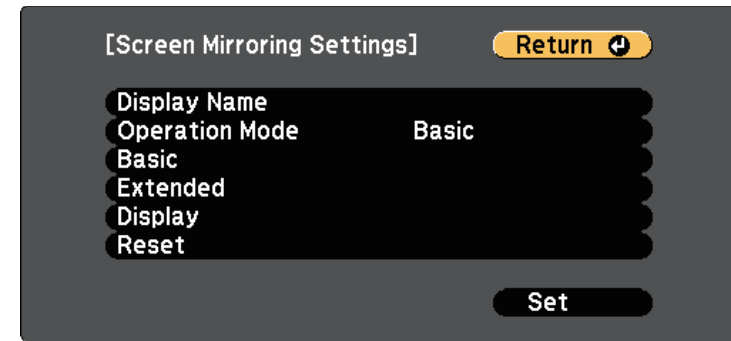 [Screen Mirroring Settings] Return
Display Name
Operation Mode Basic
Basic
Extended
Display
Reset
Set